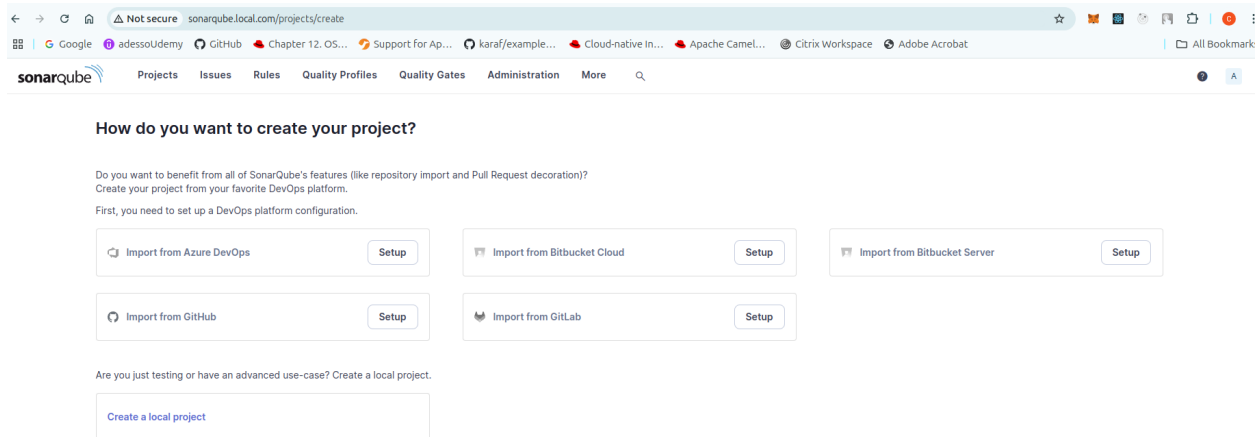 Not secure sonarqube.local.com/projects/create
Google adessoUdemy GitHub Chapter 12. OS... Support for Ap... karaf/example... Cloud-native In... Apache Camel... Citrix Workspace Adobe Acrobat All Bookmark
sonarqube Projects Issues Rules Quality Profiles Quality Gates Administration More A
How do you want to create your project?
Do you want to benefit from all of SonarQube's features (like repository import and Pull Request decoration)?
Create your project from your favorite DevOps platform.
First, you need to set up a DevOps platform configuration.
Import from Azure DevOps Setup Import from Bitbucket Cloud Setup Import from Bitbucket Server Setup
Import from GitHub Setup Import from GitLab Setup
Are you just testing or have an advanced use-case? Create a local project.
Create a local project